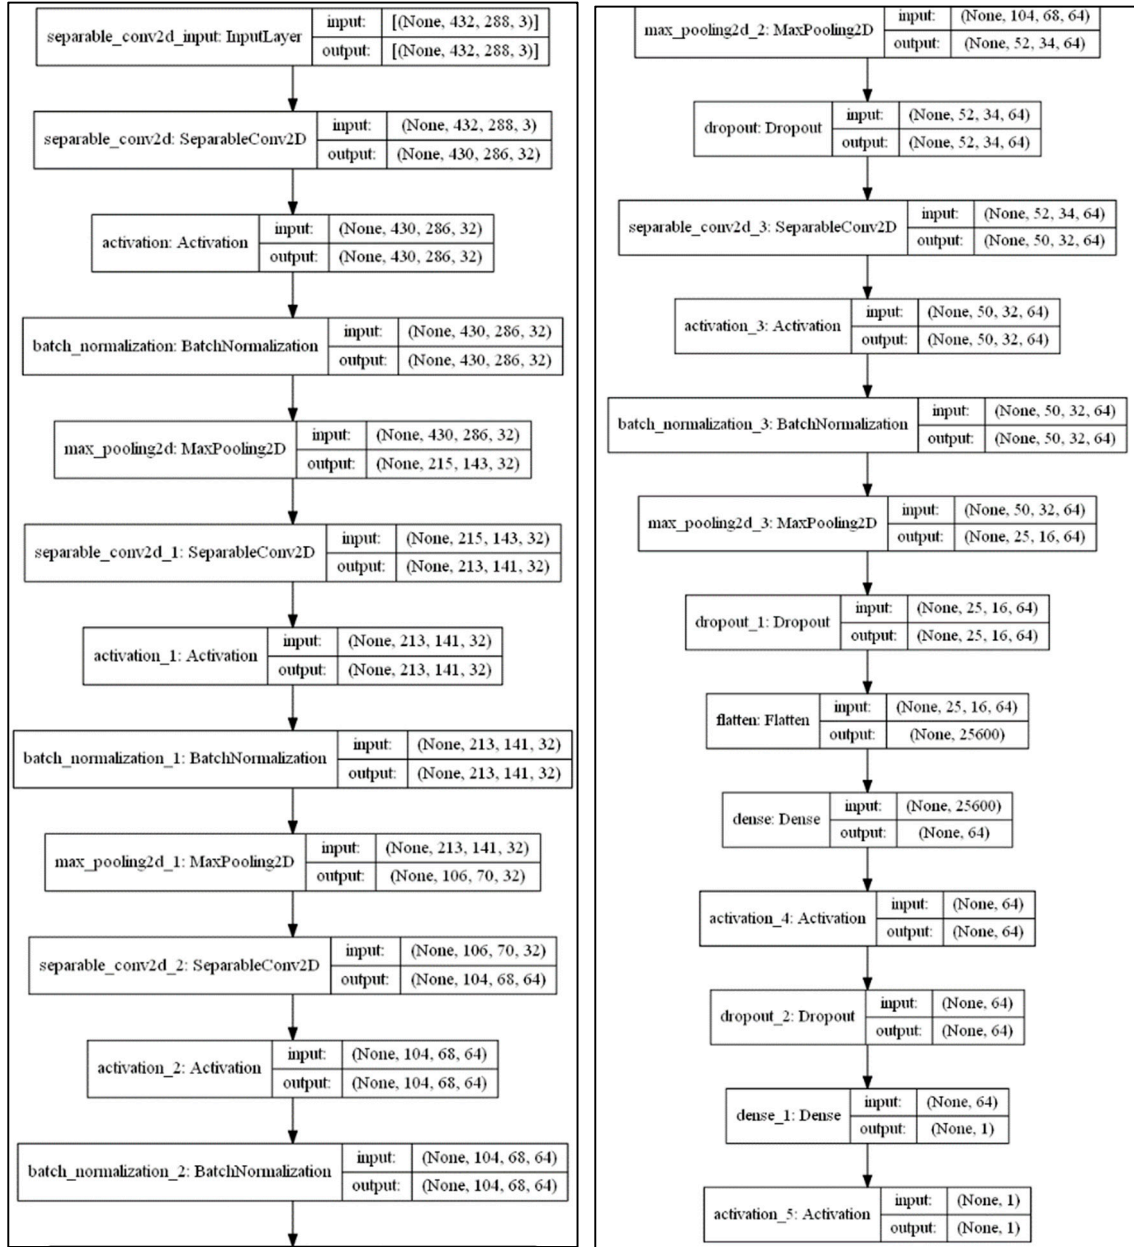 separable_conv2d_input: InputLayer input: [(None, 432, 288, 3)]
output: [(None, 432, 288, 3)]
separable_conv2d: SeparableConv2D input: (None, 432, 288, 3)
output: (None, 430, 286, 32)
activation: Activation input: (None, 430, 286, 32)
output: (None, 430, 286, 32)
batch_normalization: BatchNormalization input: (None, 430, 286, 32)
output: (None, 430, 286, 32)
max_pooling2d: MaxPooling2D input: (None, 430, 286, 32)
output: (None, 215, 143, 32)
separable_conv2d_1: SeparableConv2D input: (None, 215, 143, 32)
output: (None, 213, 141, 32)
activation_1: Activation input: (None, 213, 141, 32)
output: (None, 213, 141, 32)
batch_normalization_1: BatchNormalization input: (None, 213, 141, 32)
output: (None, 213, 141, 32)
max_pooling2d_1: MaxPooling2D input: (None, 213, 141, 32)
output: (None, 106, 70, 32)
separable_conv2d_2: SeparableConv2D input: (None, 106, 70, 32)
output: (None, 104, 68, 64)
activation_2: Activation input: (None, 104, 68, 64)
output: (None, 104, 68, 64)
batch_normalization_2: BatchNormalization input: (None, 104, 68, 64)
output: (None, 104, 68, 64)
max_pooling2d_2: MaxPooling2D input: (None, 104, 68, 64)
output: (None, 52, 34, 64)
dropout: Dropout input: (None, 52, 34, 64)
output: (None, 52, 34, 64)
separable_conv2d_3: SeparableConv2D input: (None, 52, 34, 64)
output: (None, 50, 32, 64)
activation_3: Activation input: (None, 50, 32, 64)
output: (None, 50, 32, 64)
batch_normalization_3: BatchNormalization input: (None, 50, 32, 64)
output: (None, 50, 32, 64)
max_pooling2d_3: MaxPooling2D input: (None, 50, 32, 64)
output: (None, 25, 16, 64)
dropout_1: Dropout input: (None, 25, 16, 64)
output: (None, 25, 16, 64)
flatten: Flatten input: (None, 25, 16, 64)
output: (None, 25600)
dense: Dense input: (None, 25600)
output: (None, 64)
activation_4: Activation input: (None, 64)
output: (None, 64)
dropout_2: Dropout input: (None, 64)
output: (None, 64)
dense_1: Dense input: (None, 64)
output: (None, 1)
activation_5: Activation input: (None, 1)
output: (None, 1)